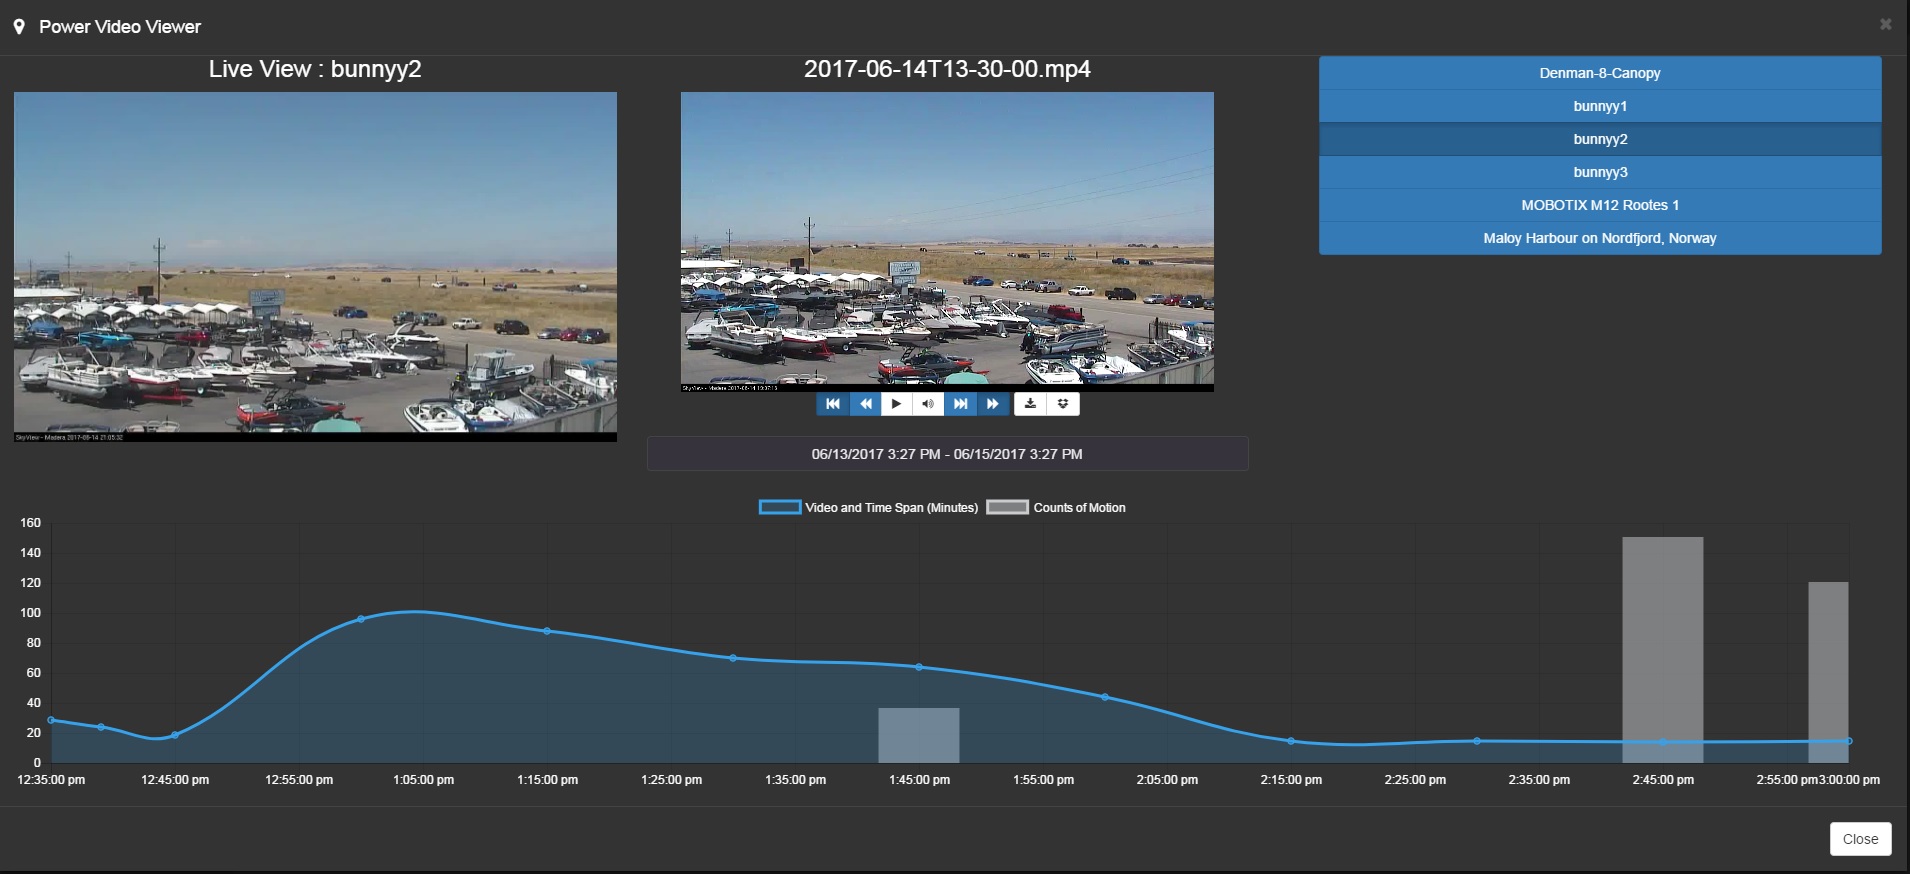 Power Video Viewer
Live View : bunnyy2
2017-06-14T13-30-00.mp4
Denman-8-Canopy
bunnyy1
bunnyy2
bunnyy3
MOBOTIX M12 Rootes 1
Maloy Harbour on Nordfjord, Norway
SkyView - Madera 2017-06-14 21:05:32
SkyView - Madera 2017-06-14
06/13/2017 3:27 PM - 06/15/2017 3:27 PM
Video and Time Span (Minutes) Counts of Motion
160
140
120
100
80
60
40
20
0
12:35:00 pm 12:45:00 pm 12:55:00 pm 1:05:00 pm 1:15:00 pm 1:25:00 pm 1:35:00 pm 1:45:00 pm 1:55:00 pm 2:05:00 pm 2:15:00 pm 2:25:00 pm 2:35:00 pm 2:45:00 pm 2:55:00 pm 3:00:00 pm
Close